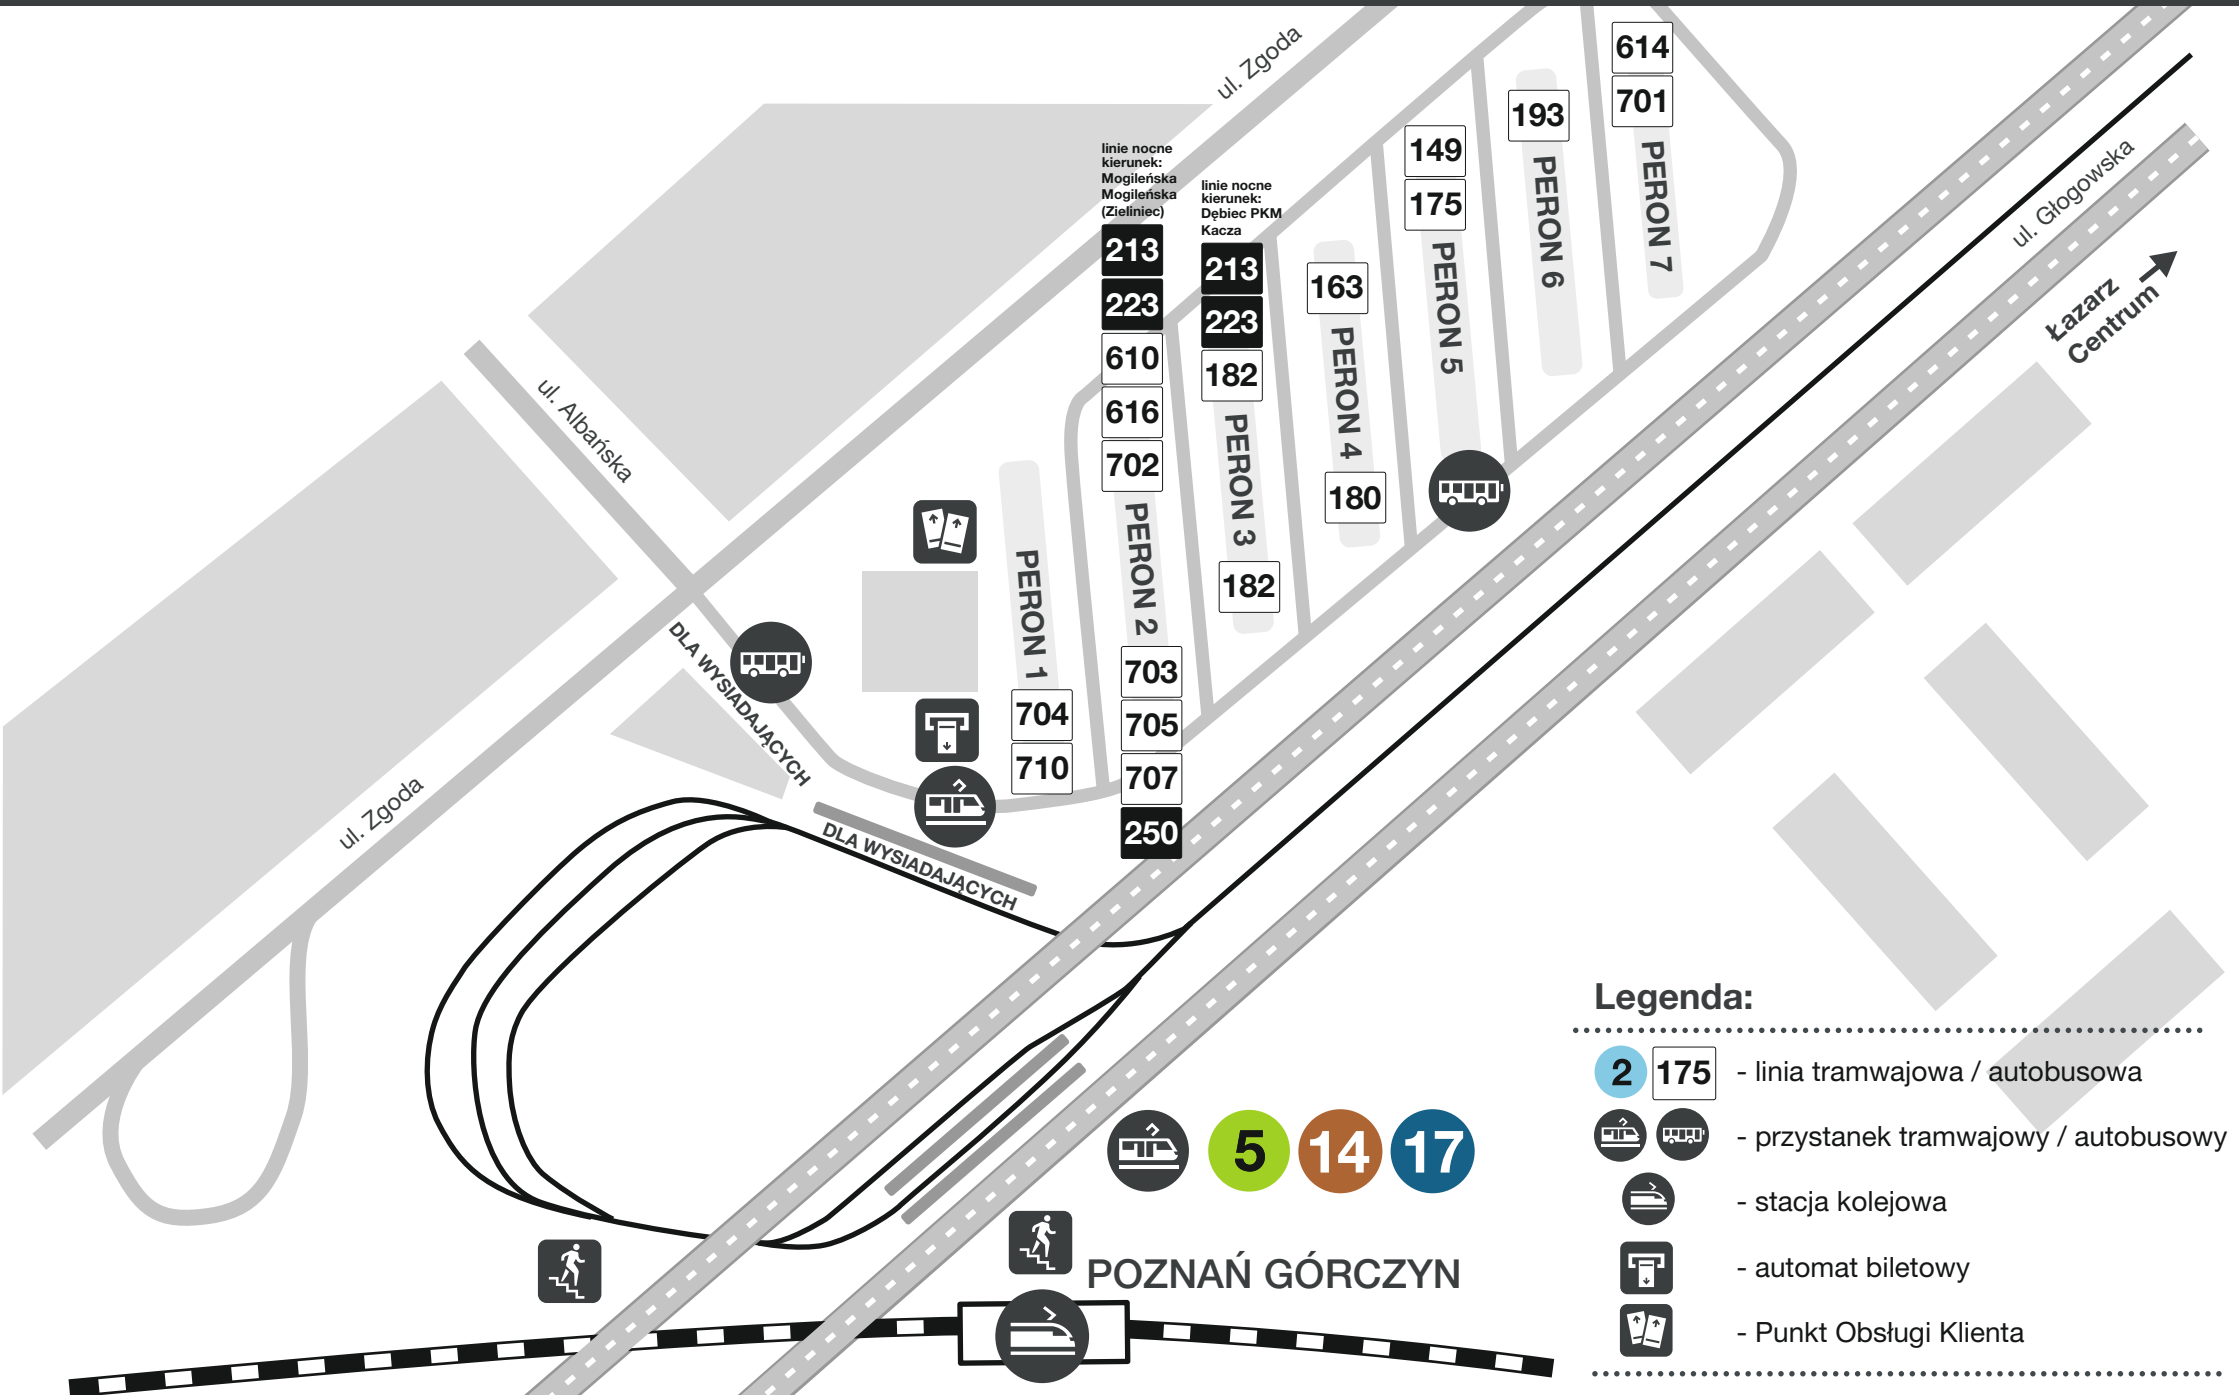 ul. Zgoda
614
701
PERON 7
193
PERON 6
149
175
PERON 5
linie nocne
kierunek:
Mogileńska
Mogileńska
(Zieliniec)
213
223
610
616
702
PERON 2
703
705
707
250
linie nocne
kierunek:
Dębiec PKM
Kacza
213
223
182
PERON 3
182
163
PERON 4
180
ul. Głogowska
Łazarz
Centrum
ul. Albańska
PERON 1
704
710
DLA WYSIADAJĄCYCH
DLA WYSIADAJĄCYCH
ul. Zgoda
5
14
17
POZNAŃ GÓRCZYN
Legenda:
2 175 - linia tramwajowa / autobusowa
- przystanek tramwajowy / autobusowy
- stacja kolejowa
- automat biletowy
- Punkt Obsługi Klienta